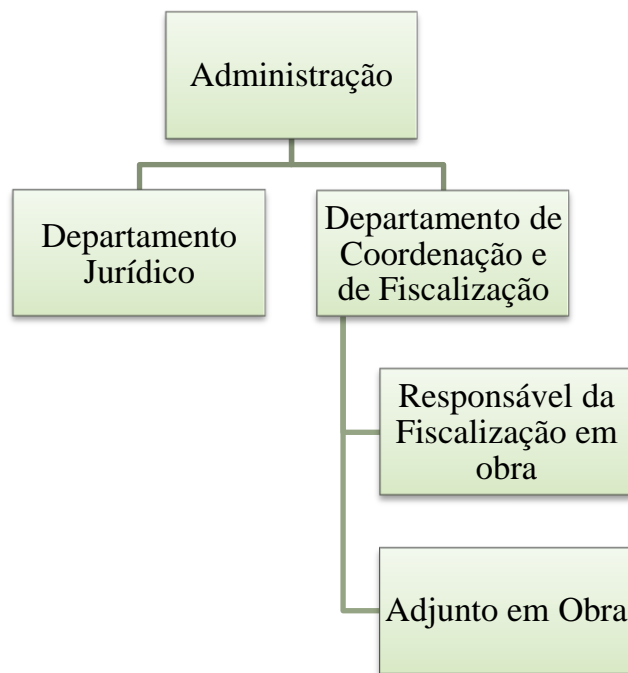 Administração
Departamento
Jurídico
Departamento de
Coordenação e
de Fiscalização
Responsável da
Fiscalização em
obra
Adjunto em Obra